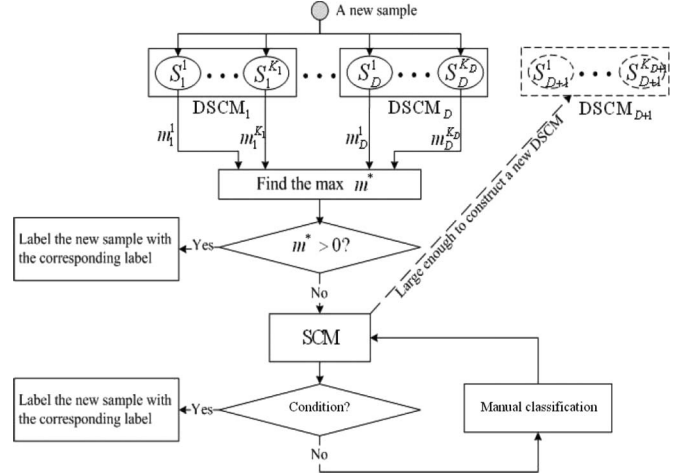 A new sample
S_1^1 ··· S_1^{K_1} ··· S_D^1 ··· S_D^{K_D} S_{D+1}^1 ··· S_{D+1}^{K_{D+1}}
DSCM_1 DSCM_D DSCM_{D+1}
m_1^1 m_1^{K_1} m_D^1 m_D^{K_D}
Find the max m^*
Large enough to construct a new DSCM
Label the new sample with
the corresponding label
Yes
m^* > 0?
No
SCM
Label the new sample with
the corresponding label
Yes
Condition?
Manual classification
No